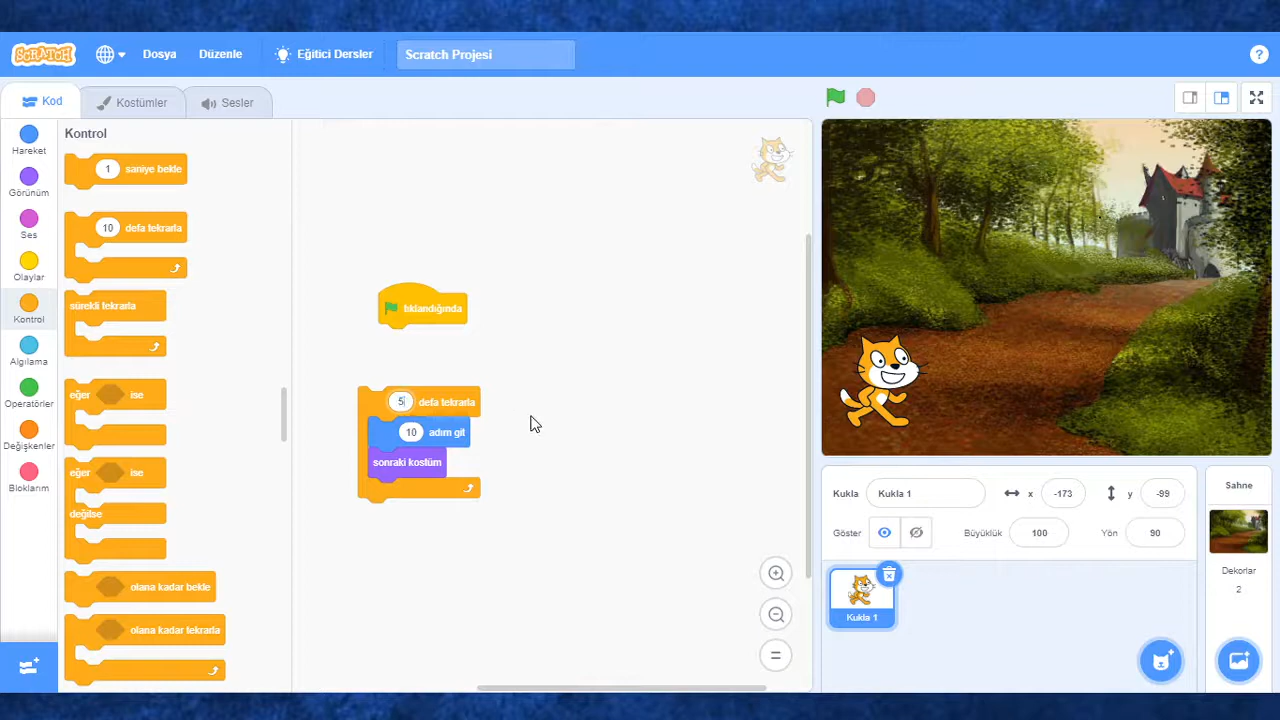 SCRATCH
Dosya
Düzenle
Eğitici Dersler
Scratch Projesi
?
Kod
Kostümler
Sesler
Hareket
Görünüm
Ses
Olaylar
Kontrol
Algılama
Operatörler
Değişkenler
Bloklarım
Kontrol
1 saniye bekle
10 defa tekrarla
sürekli tekrarla
eğer ise
eğer ise
değilse
olana kadar bekle
olana kadar tekrarla
tıklandığında
5 defa tekrarla
10 adım git
sonraki kostüm
Kukla
Kukla 1
x
-173
y
-99
Göster
Büyüklük
100
Yön
90
Kukla 1
Sahne
Dekorlar
2